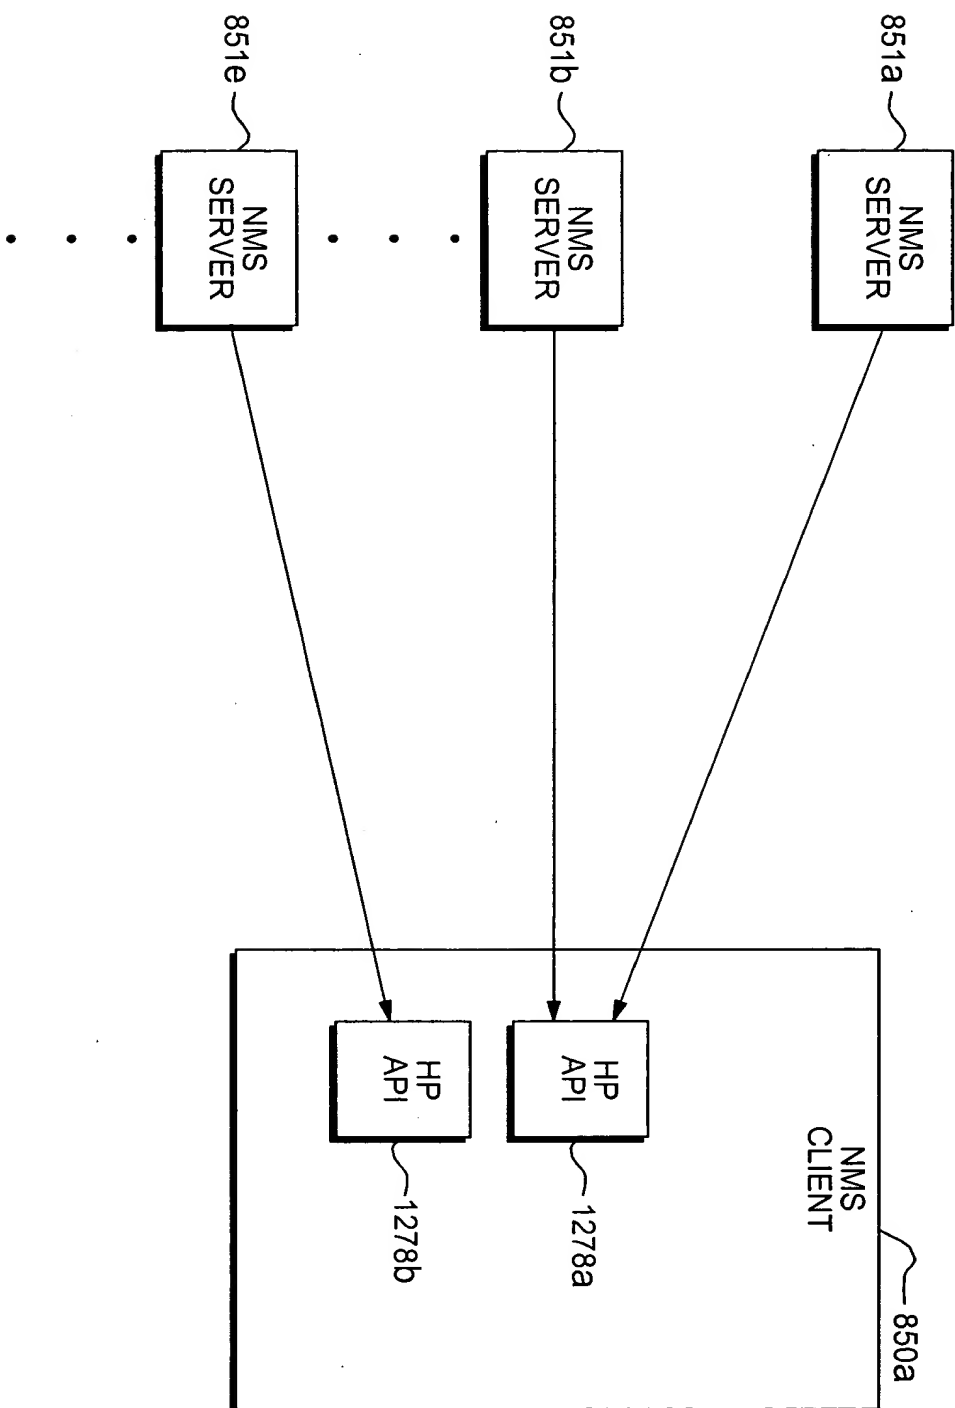 851a
NMS
SERVER
851b
NMS
SERVER
851e
NMS
SERVER
NMS
CLIENT
850a
HP
API
1278a
HP
API
1278b